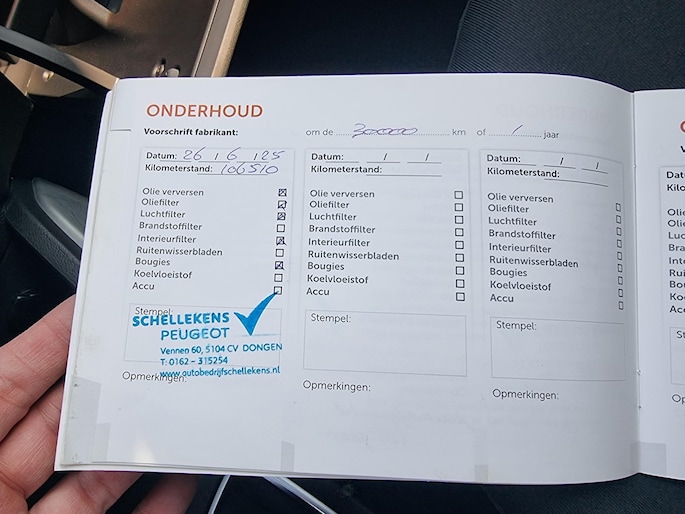 ONDERHOUD
Voorschrift fabrikant: om de 30000 km of 1 jaar
Datum: 26 / 6 / 25
Kilometerstand: 106510
Olie verversen
Oliefilter
Luchtfilter
Brandstoffilter
Interieurfilter
Ruitenwisserbladen
Bougies
Koelvloeistof
Accu
Stempel:
SCHELLEKENS
PEUGEOT
Vennen 60, 5104 CV DONGEN
T: 0162 - 315254
www.autobedrijfschellekens.nl
Opmerkingen:
Datum: / /
Kilometerstand:
Olie verversen
Oliefilter
Luchtfilter
Brandstoffilter
Interieurfilter
Ruitenwisserbladen
Bougies
Koelvloeistof
Accu
Stempel:
Opmerkingen:
Datum: / /
Kilometerstand:
Olie verversen
Oliefilter
Luchtfilter
Brandstoffilter
Interieurfilter
Ruitenwisserbladen
Bougies
Koelvloeistof
Accu
Stempel:
Opmerkingen: